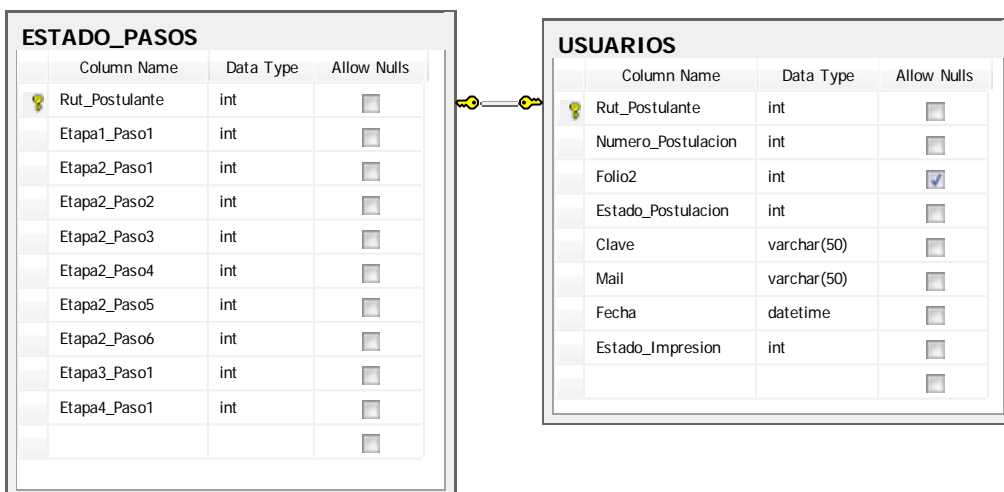 ESTADO_PASOS
Column Name Data Type Allow Nulls
Rut_Postulante int
Etapa1_Paso1 int
Etapa2_Paso1 int
Etapa2_Paso2 int
Etapa2_Paso3 int
Etapa2_Paso4 int
Etapa2_Paso5 int
Etapa2_Paso6 int
Etapa3_Paso1 int
Etapa4_Paso1 int
USUARIOS
Column Name Data Type Allow Nulls
Rut_Postulante int
Numero_Postulacion int
Folio2 int
Estado_Postulacion int
Clave varchar(50)
Mail varchar(50)
Fecha datetime
Estado_Impresion int